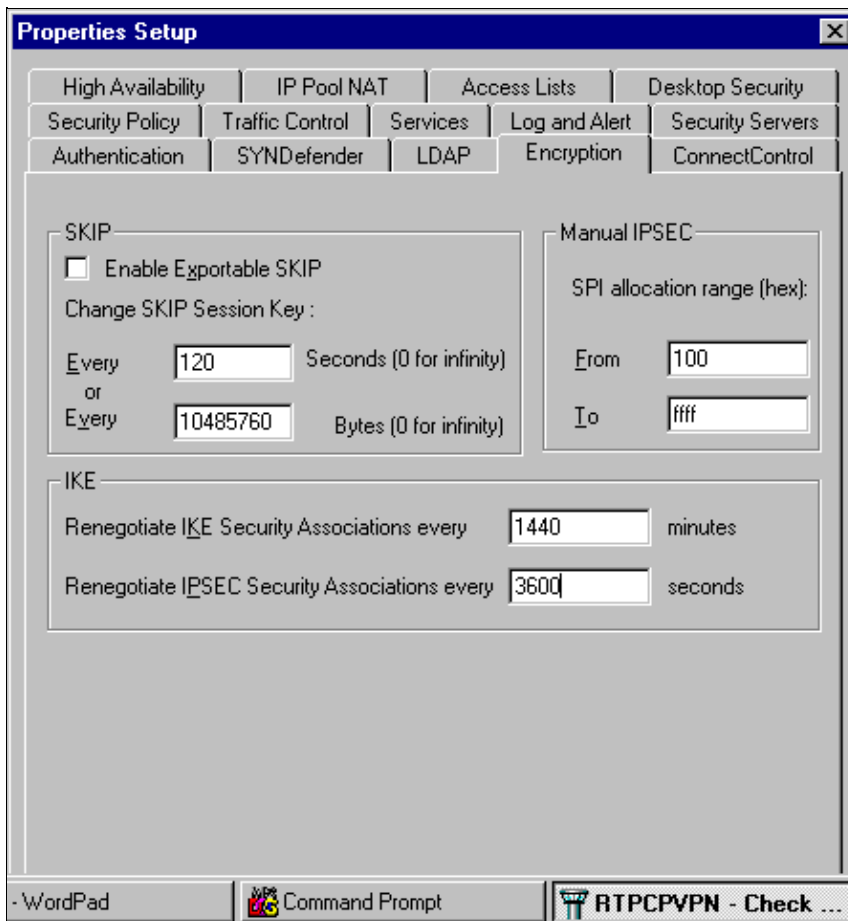 Properties Setup
High Availability
IP Pool NAT
Access Lists
Desktop Security
Security Policy
Traffic Control
Services
Log and Alert
Security Servers
Authentication
SYNDefender
LDAP
Encryption
ConnectControl
SKIP
Enable Exportable SKIP
Change SKIP Session Key :
Every 120 Seconds (0 for infinity)
or
Every 10485760 Bytes (0 for infinity)
Manual IPSEC
SPI allocation range (hex):
From 100
To ffff
IKE
Renegotiate IKE Security Associations every 1440 minutes
Renegotiate IPSEC Security Associations every 3600 seconds
- WordPad
Command Prompt
RTPCPVPN - Check ...